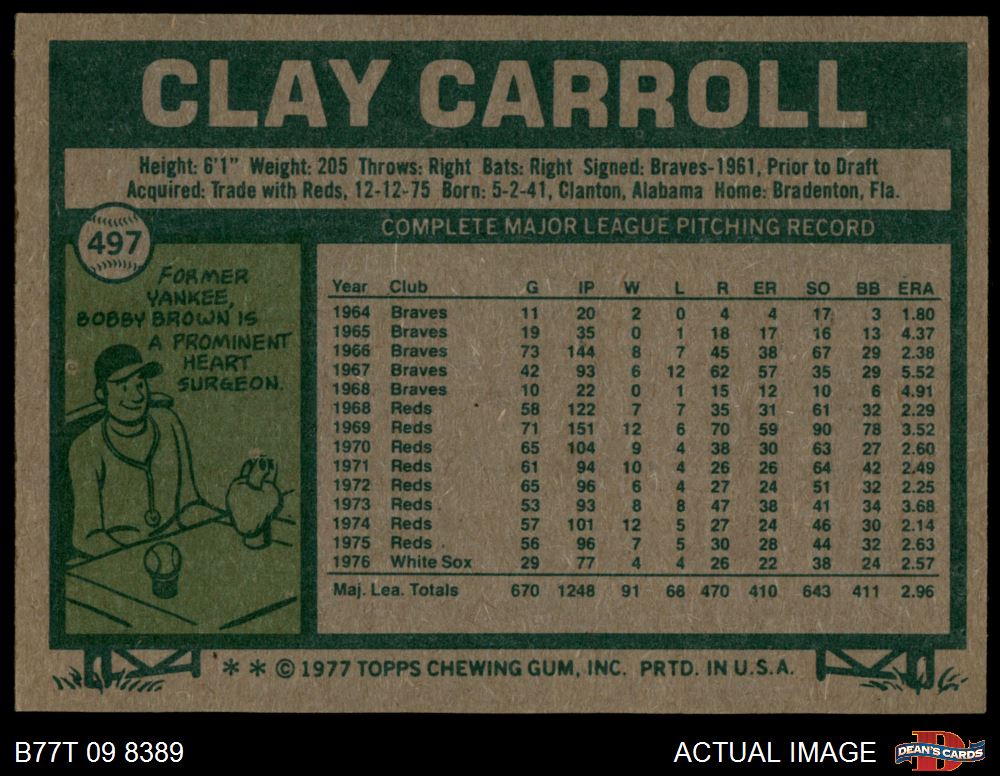 CLAY CARROLL
Height: 6'1" Weight: 205 Throws: Right Bats: Right Signed: Braves-1961, Prior to Draft
Acquired: Trade with Reds, 12-12-75 Born: 5-2-41, Clanton, Alabama Home: Bradenton, Fla.
497
FORMER
YANKEE,
BOBBY BROWN IS
A PROMINENT
HEART
SURGEON.
COMPLETE MAJOR LEAGUE PITCHING RECORD
Year Club G IP W L R ER SO BB ERA
1964 Braves 11 20 2 0 4 4 17 3 1.80
1965 Braves 19 35 0 1 18 17 16 13 4.37
1966 Braves 73 144 8 7 45 38 67 29 2.38
1967 Braves 42 93 6 12 62 57 35 29 5.52
1968 Braves 10 22 0 1 15 12 10 6 4.91
1968 Reds 58 122 7 7 35 31 61 32 2.29
1969 Reds 71 151 12 6 70 59 90 78 3.52
1970 Reds 65 104 9 4 38 30 63 27 2.60
1971 Reds 61 94 10 4 26 26 64 42 2.49
1972 Reds 65 96 6 4 27 24 51 32 2.25
1973 Reds 53 93 8 8 47 38 41 34 3.68
1974 Reds 57 101 12 5 27 24 46 30 2.14
1975 Reds 56 96 7 5 30 28 44 32 2.63
1976 White Sox 29 77 4 4 26 22 38 24 2.57
Maj. Lea. Totals 670 1248 91 68 470 410 643 411 2.96
** © 1977 TOPPS CHEWING GUM, INC. PRTD. IN U.S.A.
B77T 09 8389
ACTUAL IMAGE
DEAN'S CARDS